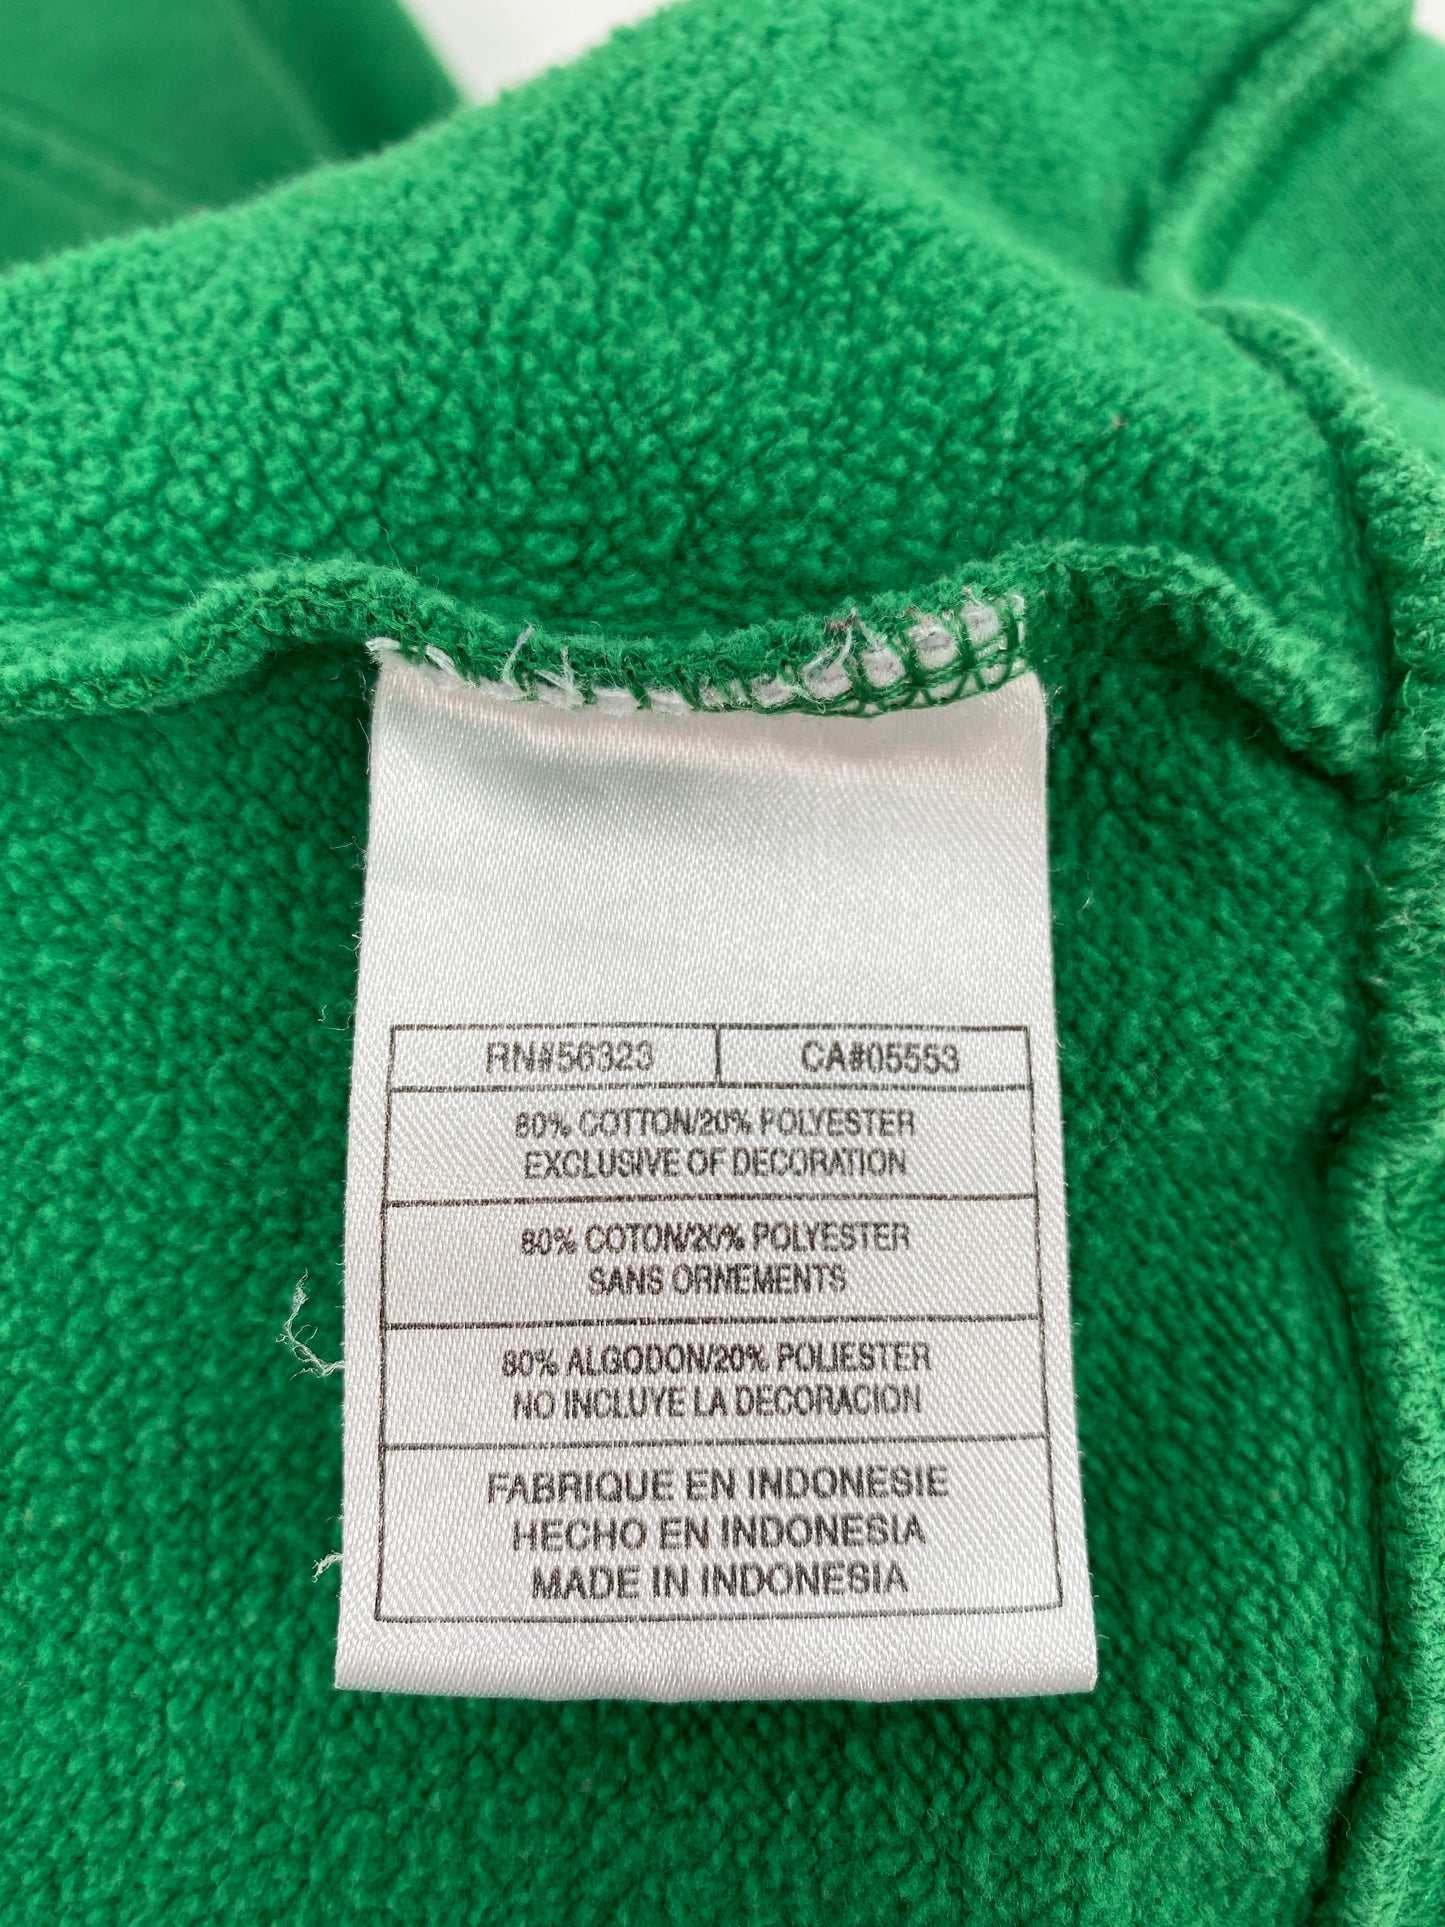 RN#56323 CA#05553
80% COTTON/20% POLYESTER
EXCLUSIVE OF DECORATION
80% COTON/20% POLYESTER
SANS ORNEMENTS
80% ALGODON/20% POLIESTER
NO INCLUYE LA DECORACION
FABRIQUE EN INDONESIE
HECHO EN INDONESIA
MADE IN INDONESIA